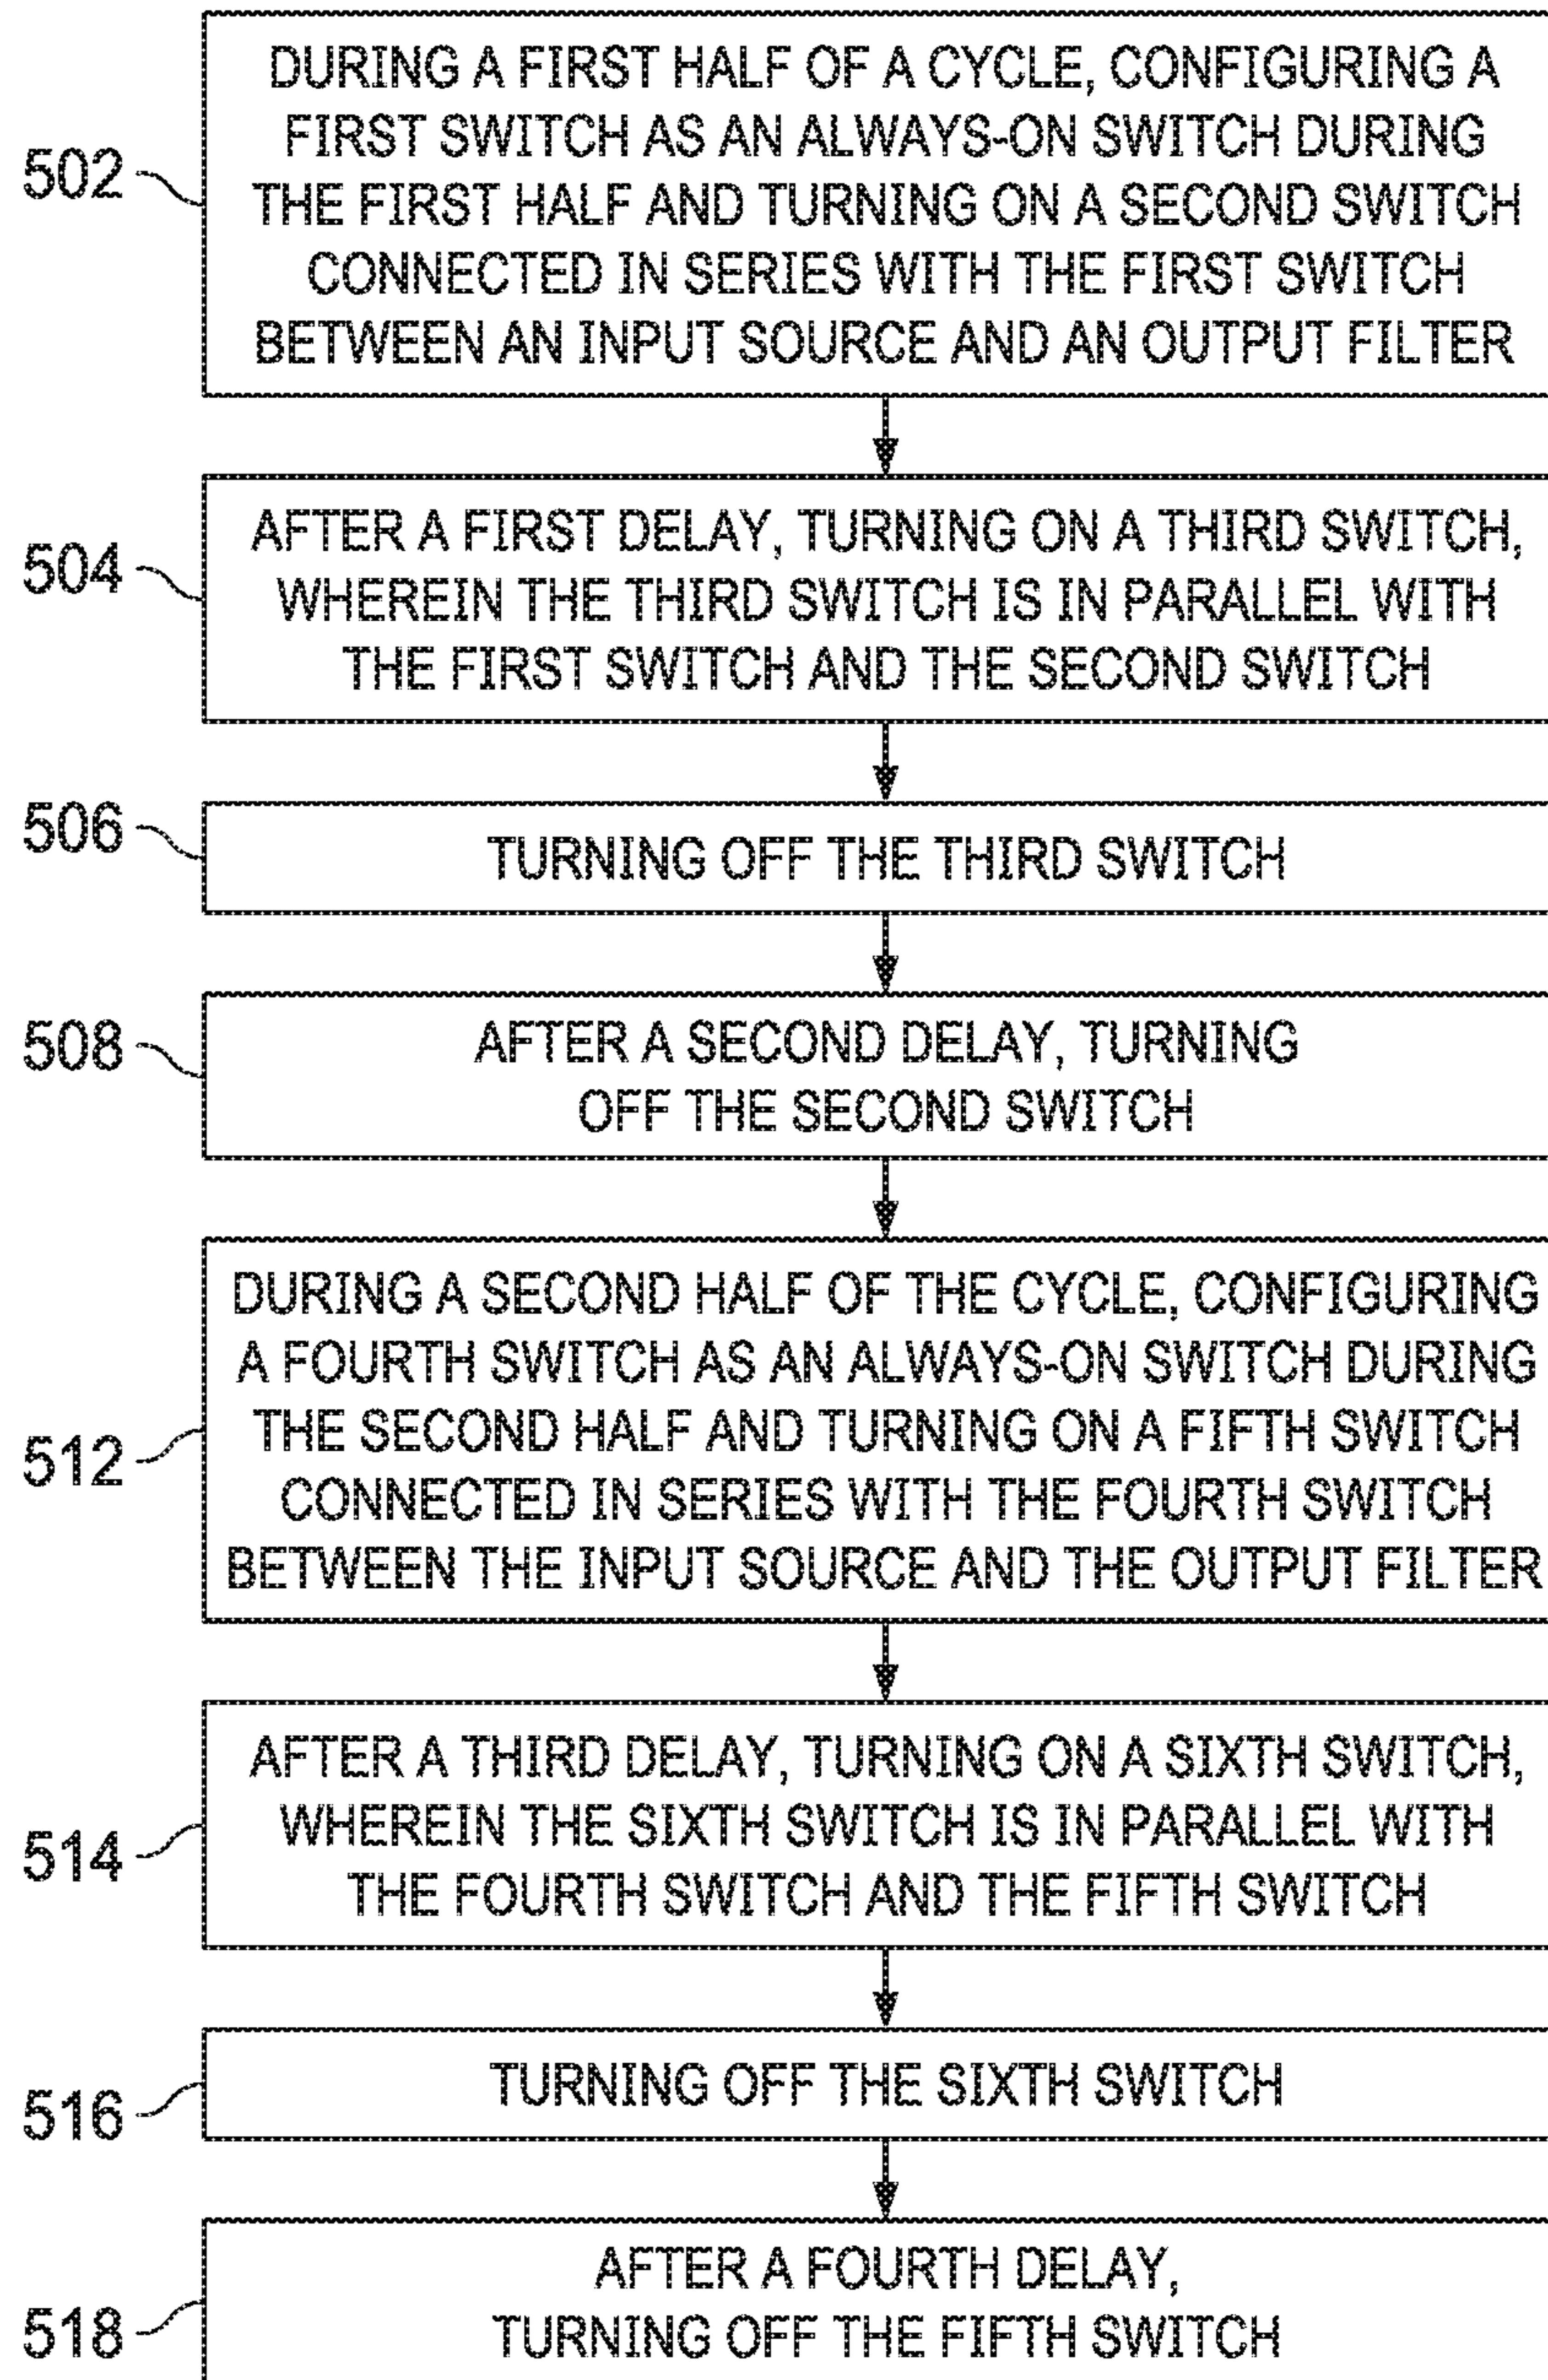 502
DURING A FIRST HALF OF A CYCLE, CONFIGURING A
FIRST SWITCH AS AN ALWAYS-ON SWITCH DURING
THE FIRST HALF AND TURNING ON A SECOND SWITCH
CONNECTED IN SERIES WITH THE FIRST SWITCH
BETWEEN AN INPUT SOURCE AND AN OUTPUT FILTER
504
AFTER A FIRST DELAY, TURNING ON A THIRD SWITCH,
WHEREIN THE THIRD SWITCH IS IN PARALLEL WITH
THE FIRST SWITCH AND THE SECOND SWITCH
506
TURNING OFF THE THIRD SWITCH
508
AFTER A SECOND DELAY, TURNING
OFF THE SECOND SWITCH
512
DURING A SECOND HALF OF THE CYCLE, CONFIGURING
A FOURTH SWITCH AS AN ALWAYS-ON SWITCH DURING
THE SECOND HALF AND TURNING ON A FIFTH SWITCH
CONNECTED IN SERIES WITH THE FOURTH SWITCH
BETWEEN THE INPUT SOURCE AND THE OUTPUT FILTER
514
AFTER A THIRD DELAY, TURNING ON A SIXTH SWITCH,
WHEREIN THE SIXTH SWITCH IS IN PARALLEL WITH
THE FOURTH SWITCH AND THE FIFTH SWITCH
516
TURNING OFF THE SIXTH SWITCH
518
AFTER A FOURTH DELAY,
TURNING OFF THE FIFTH SWITCH